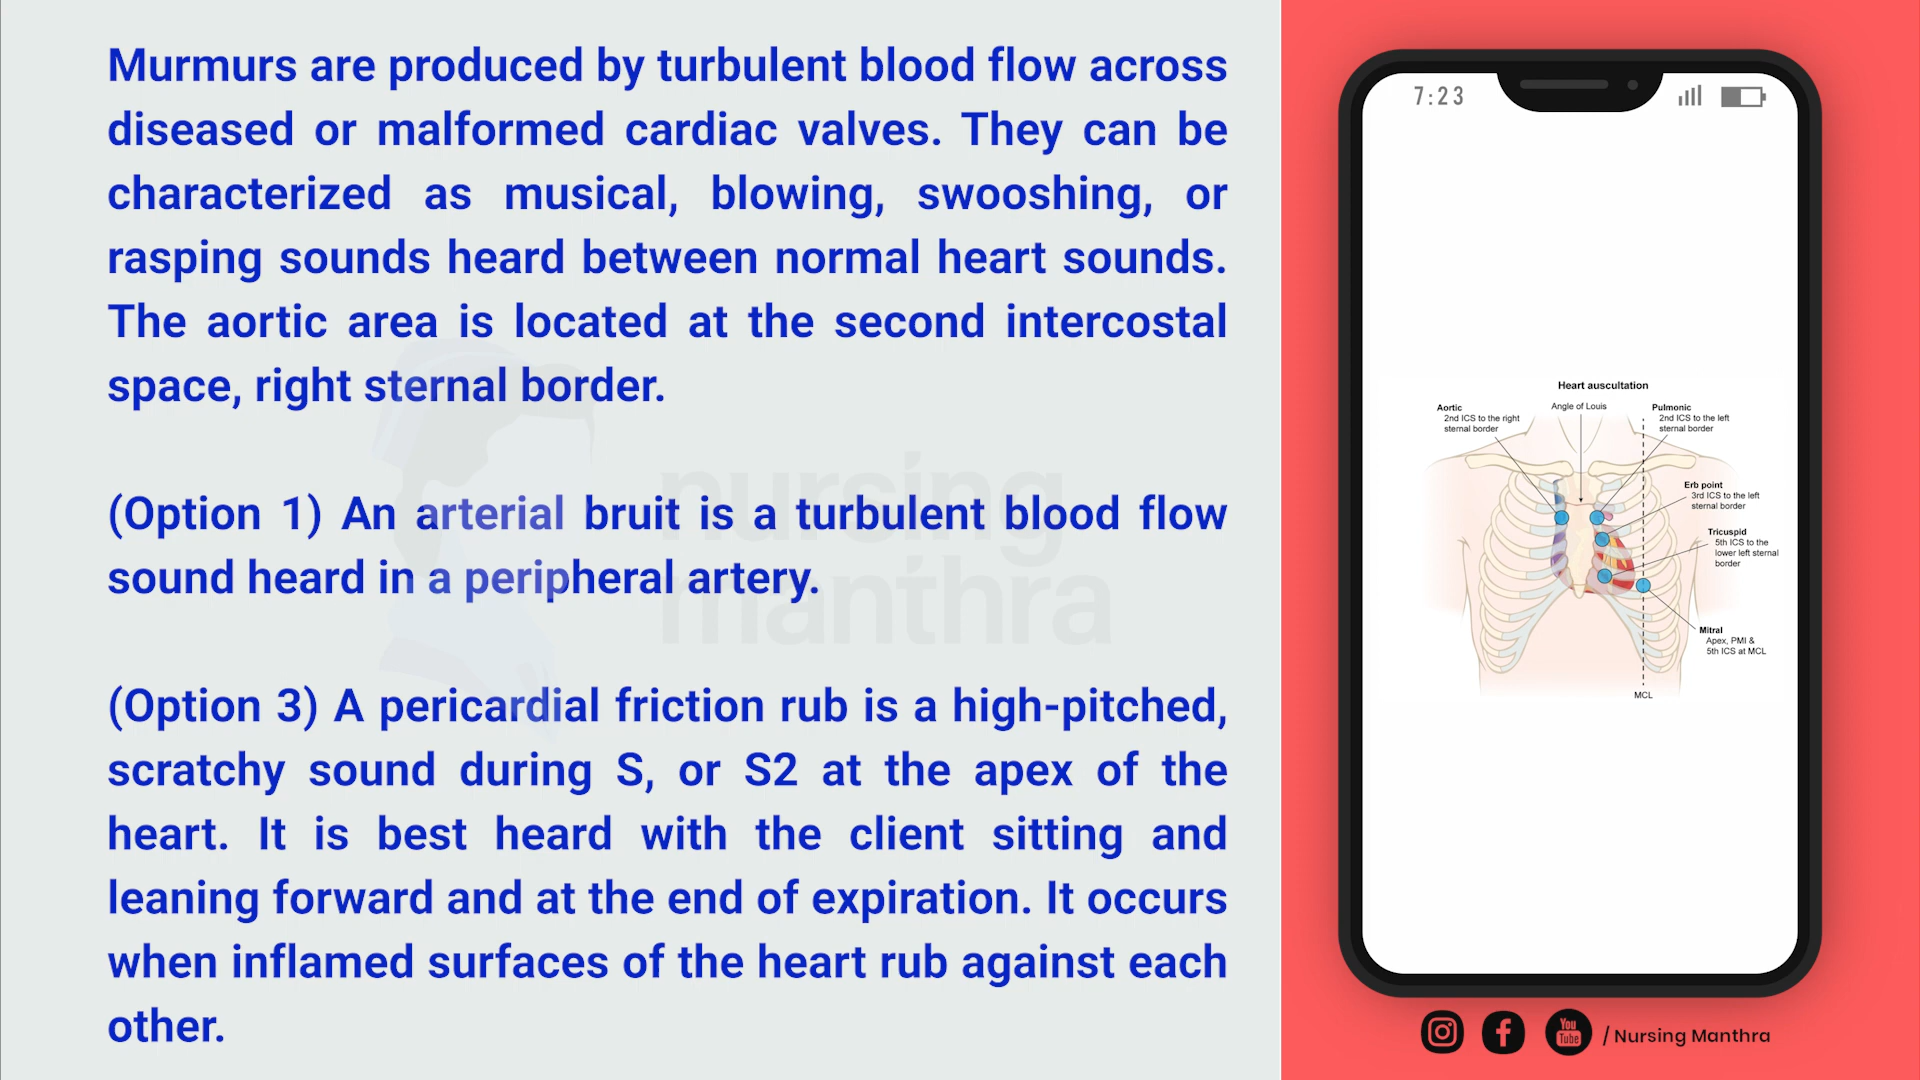 Murmurs are produced by turbulent blood flow across
diseased or malformed cardiac valves. They can be
characterized as musical, blowing, swooshing, or
rasping sounds heard between normal heart sounds.
The aortic area is located at the second intercostal
space, right sternal border.
(Option 1) An arterial bruit is a turbulent blood flow
sound heard in a peripheral artery.
(Option 3) A pericardial friction rub is a high-pitched,
scratchy sound during S, or S2 at the apex of the
heart. It is best heard with the client sitting and
leaning forward and at the end of expiration. It occurs
when inflamed surfaces of the heart rub against each
other.
nursing
manthra
7:23
Heart auscultation
Aortic
2nd ICS to the right
sternal border
Angle of Louis
Pulmonic
2nd ICS to the left
sternal border
Erb point
3rd ICS to the left
sternal border
Tricuspid
5th ICS to the
lower left sternal
border
Mitral
Apex, PMI &
5th ICS at MCL
MCL
You
Tube
/ Nursing Manthra